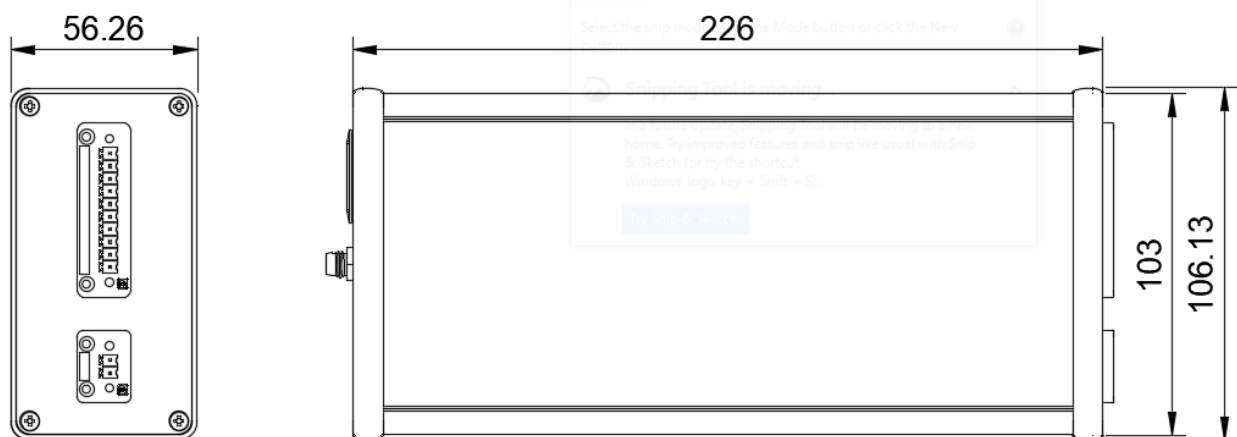 56.26
226
Select the snip mode
the Mode button or click the New
button.
Snipping Tool is moving...
In a future update, Snipping Tool will be moving to a new
home. Try improved features and snip like usual with Snip
& Sketch (or try the shortcut
Windows logo key + Shift + S).
Try Snip & Sketch
103
106.13